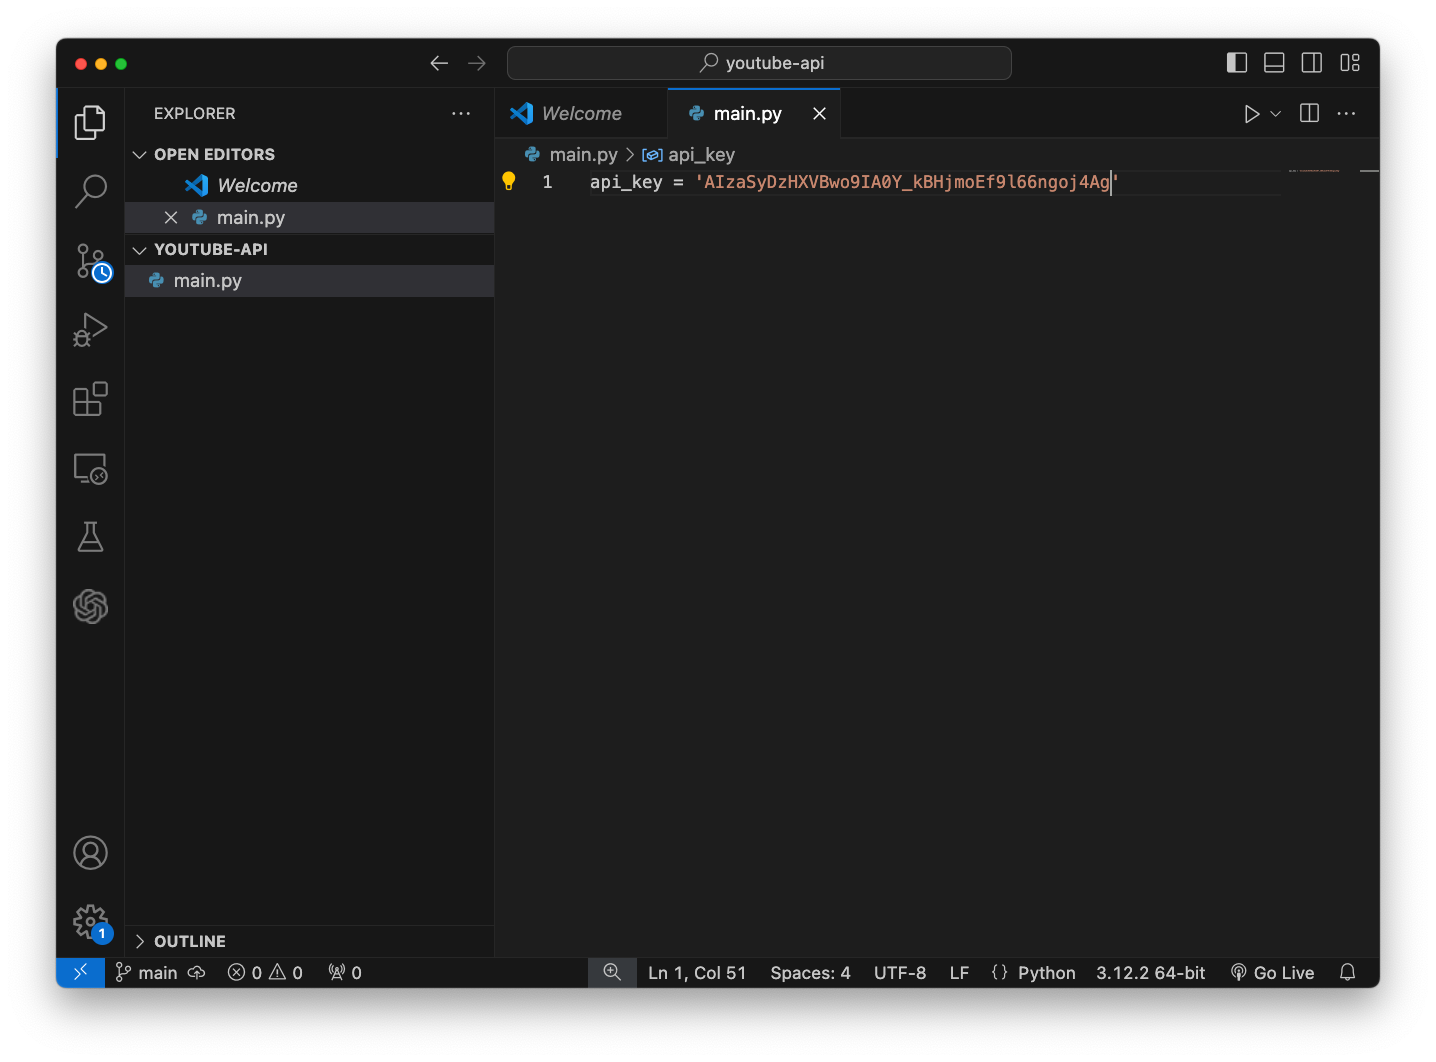 youtube-api
EXPLORER
OPEN EDITORS
Welcome
main.py
YOUTUBE-API
main.py
OUTLINE
Welcome
main.py
main.py > api_key
1 api_key = 'AIzaSyDzHXVBwo9IA0Y_kBHjmoEf9l66ngoj4Ag'
1
main 0 0 0 Ln 1, Col 51 Spaces: 4 UTF-8 LF {} Python 3.12.2 64-bit Go Live